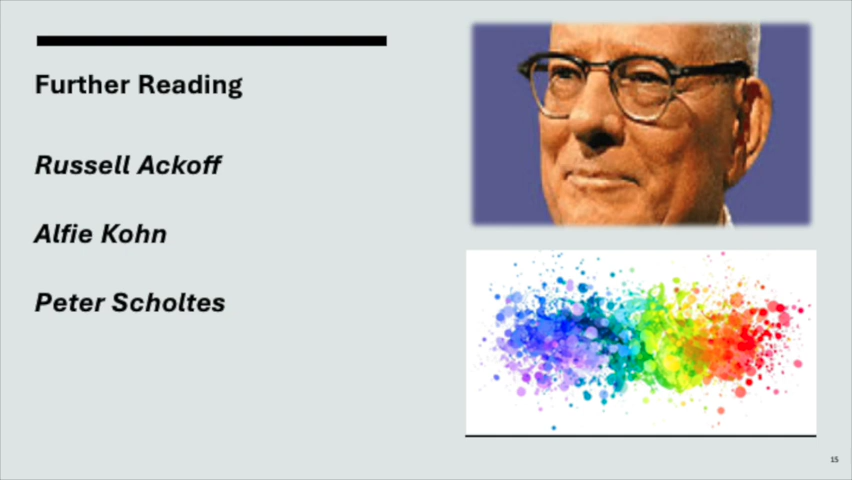 Further Reading
Russell Ackoff
Alfie Kohn
Peter Scholtes
15